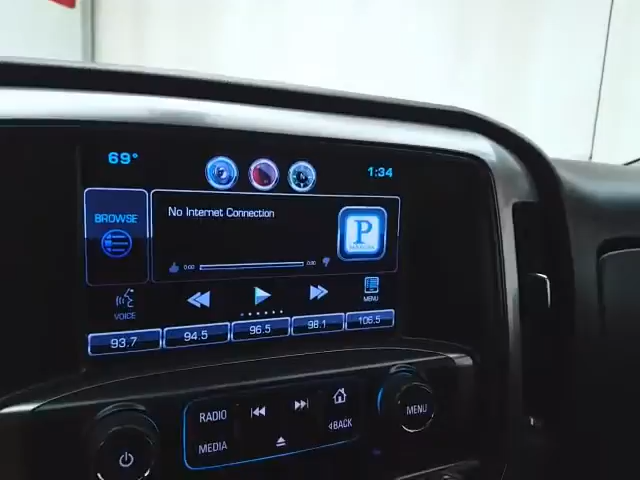 69°
1:34
No Internet Connection
BROWSE
P
PANDORA
0:00
0:00
VOICE
MENU
93.7
94.5
96.5
98.1
106.5
RADIO
MEDIA
BACK
MENU